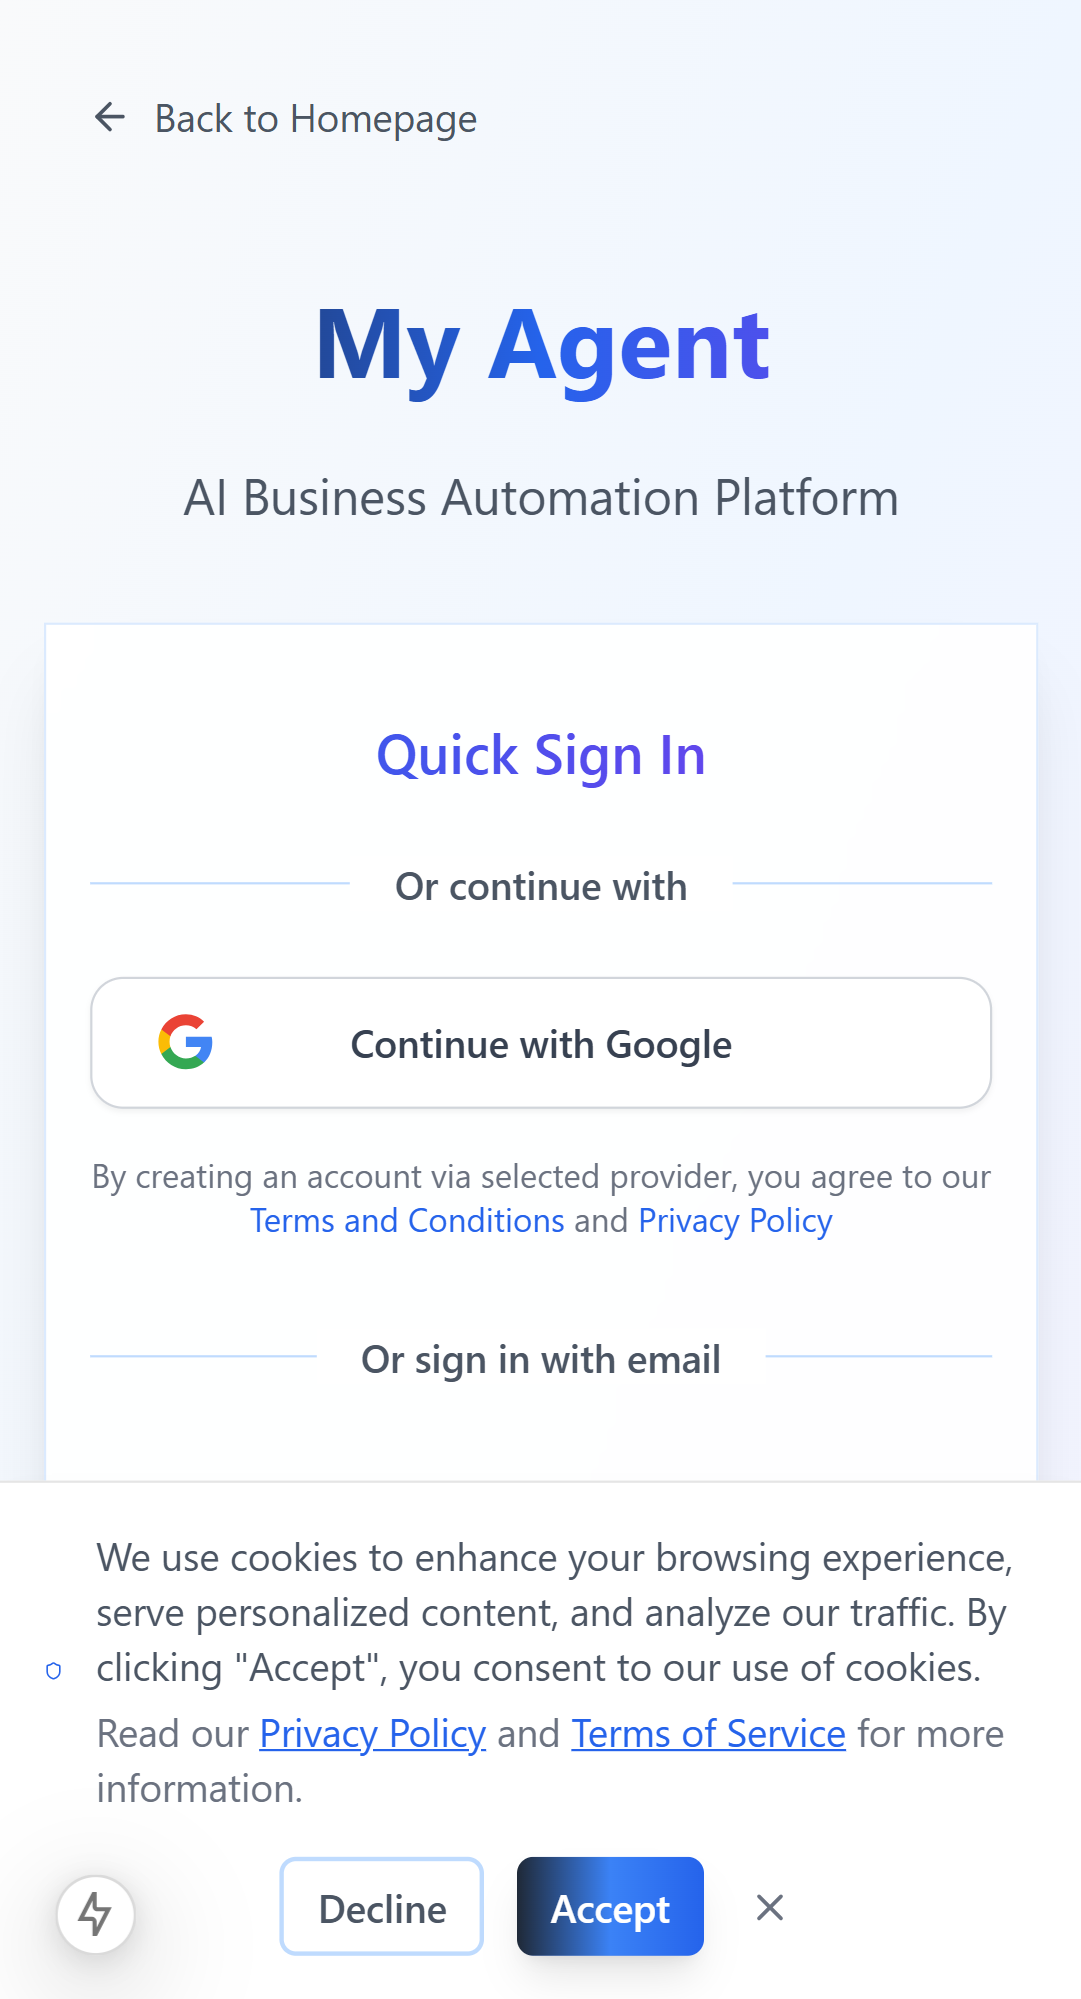 Back to Homepage
My Agent
AI Business Automation Platform
Quick Sign In
Or continue with
Continue with Google
By creating an account via selected provider, you agree to our
Terms and Conditions and Privacy Policy
Or sign in with email
We use cookies to enhance your browsing experience,
serve personalized content, and analyze our traffic. By
clicking "Accept", you consent to our use of cookies.
Read our Privacy Policy and Terms of Service for more
information.
Decline
Accept